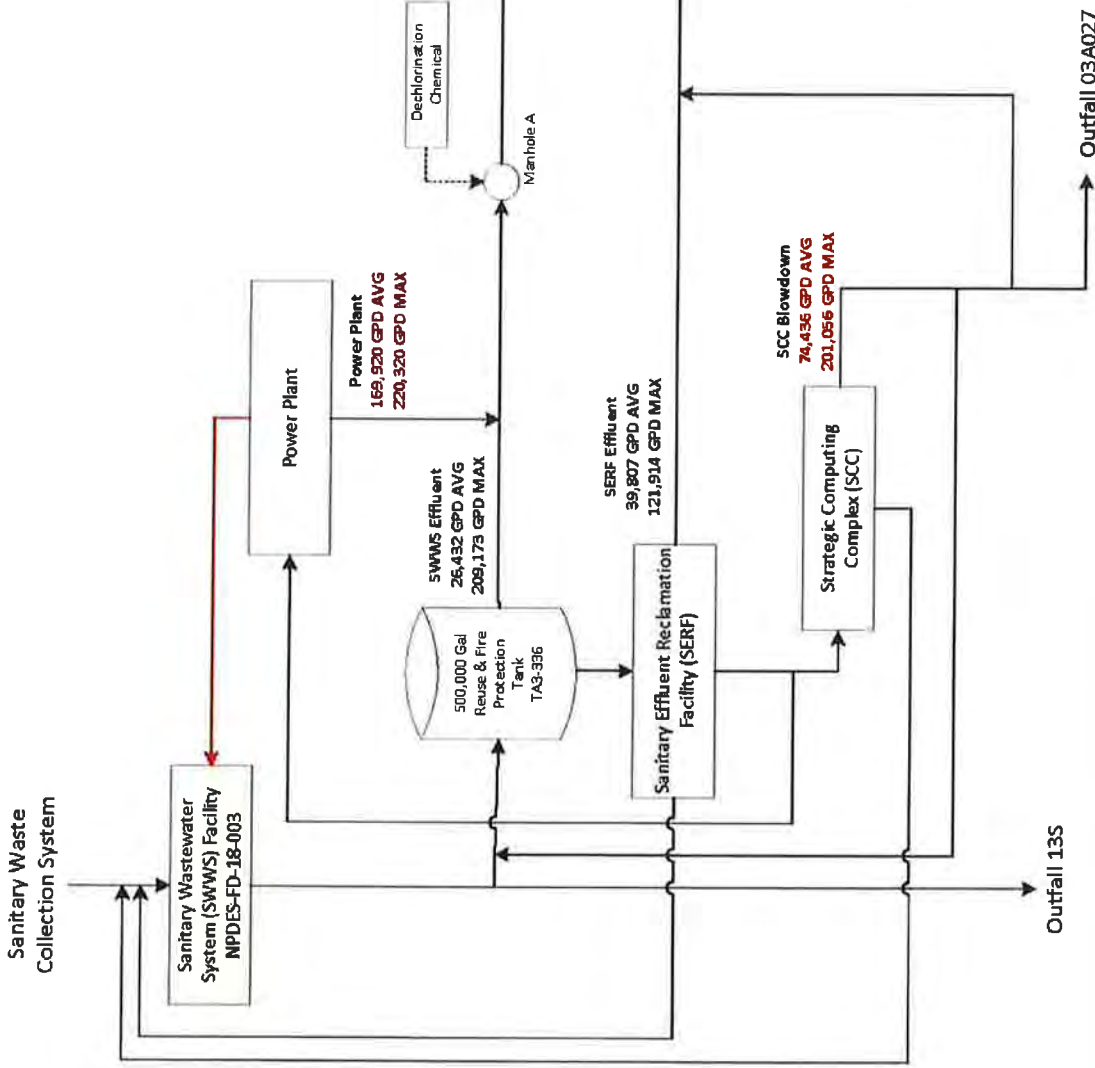 Sanitary Waste
Collection System
Sanitary Wastewater
System (SWWS) Facility
NPDES-FD-18-003
Power Plant
Dechlorination
Chemical
Manhole A
Power Plant
169,920 GPD AVG
220,320 GPD MAX
SWWS Effluent
26,432 GPD AVG
209,173 GPD MAX
500,000 Gal
Reuse & Fire
Protection
Tank
TA3-336
SERF Effluent
39,807 GPD AVG
121,914 GPD MAX
Sanitary Effluent Reclamation
Facility (SERF)
SCC Blowdown
74,436 GPD AVG
201,056 GPD MAX
Strategic Computing
Complex (SCC)
Outfall 13S
Outfall 03A027